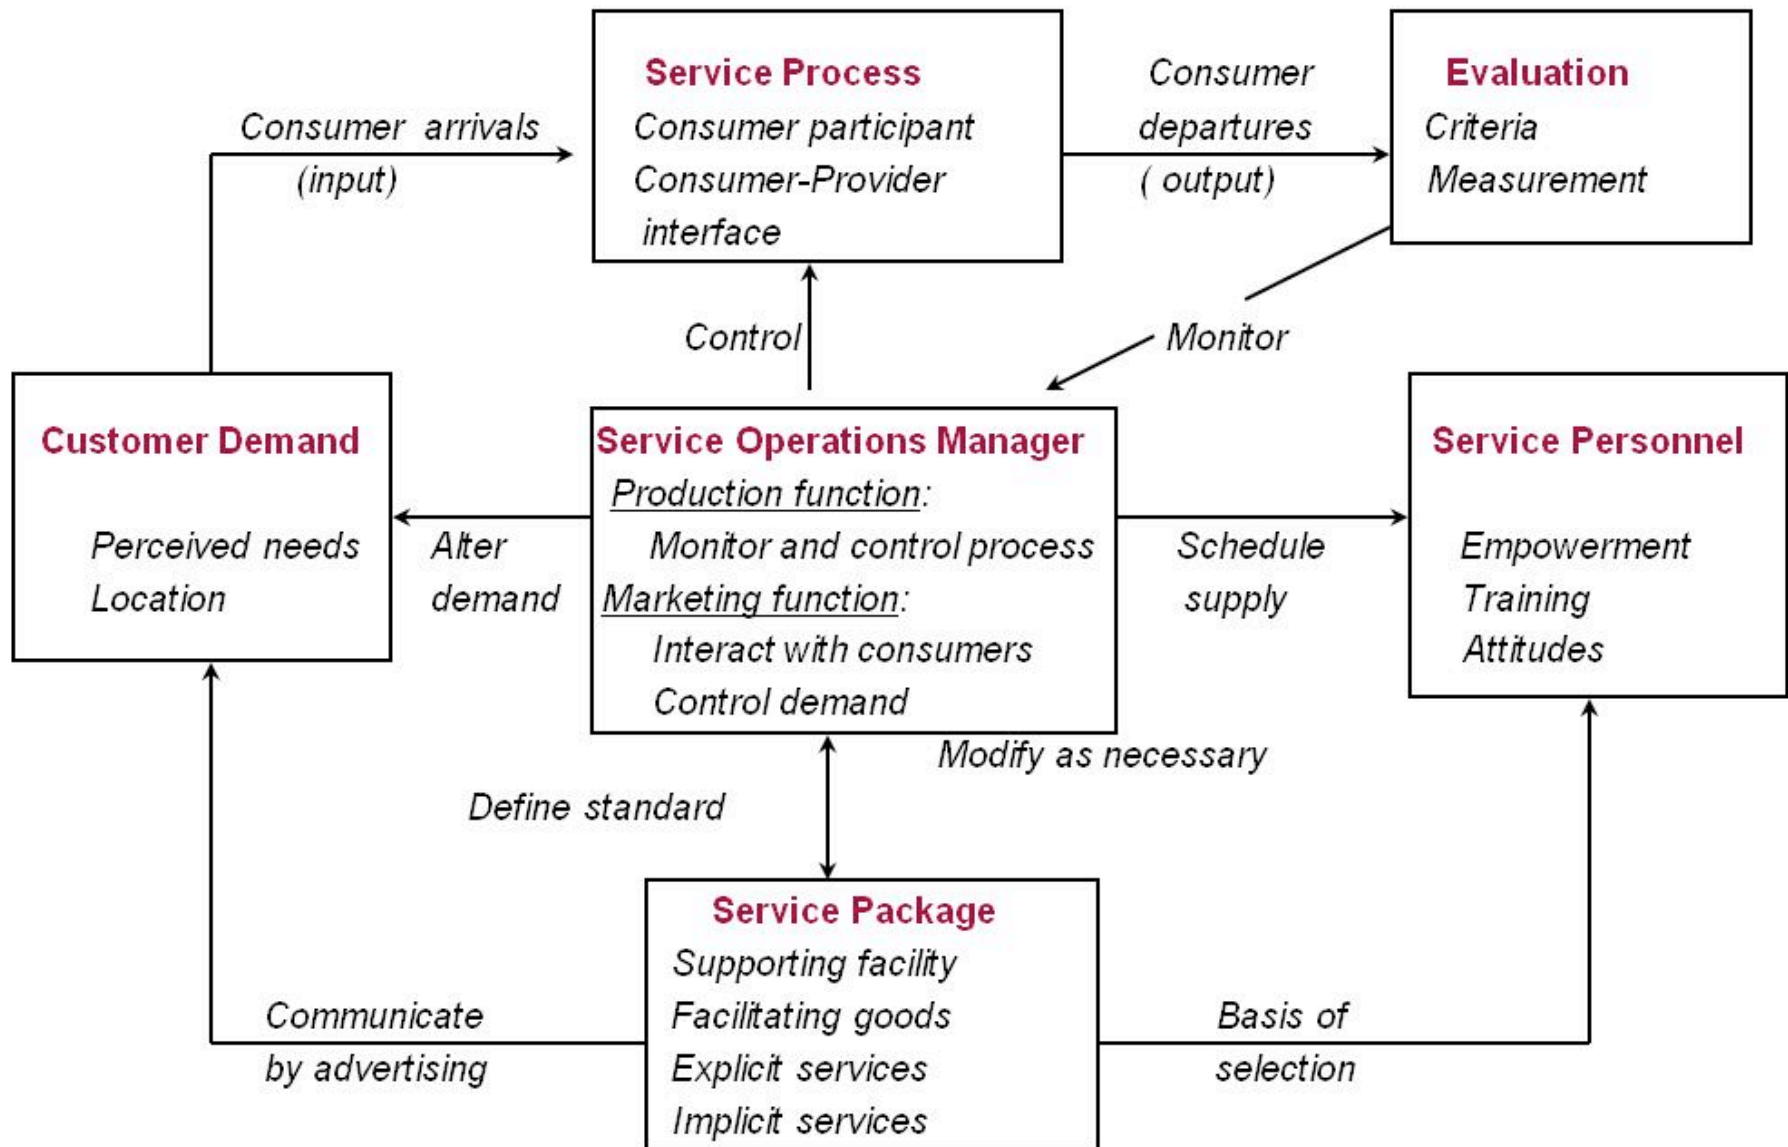 Service Process
Consumer participant
Consumer-Provider
interface
Consumer arrivals
(input)
Consumer
departures
( output)
Evaluation
Criteria
Measurement
Control
Monitor
Customer Demand
Perceived needs
Location
Alter
demand
Service Operations Manager
Production function:
Monitor and control process
Marketing function:
Interact with consumers
Control demand
Schedule
supply
Service Personnel
Empowerment
Training
Attitudes
Modify as necessary
Define standard
Service Package
Supporting facility
Facilitating goods
Explicit services
Implicit services
Communicate
by advertising
Basis of
selection